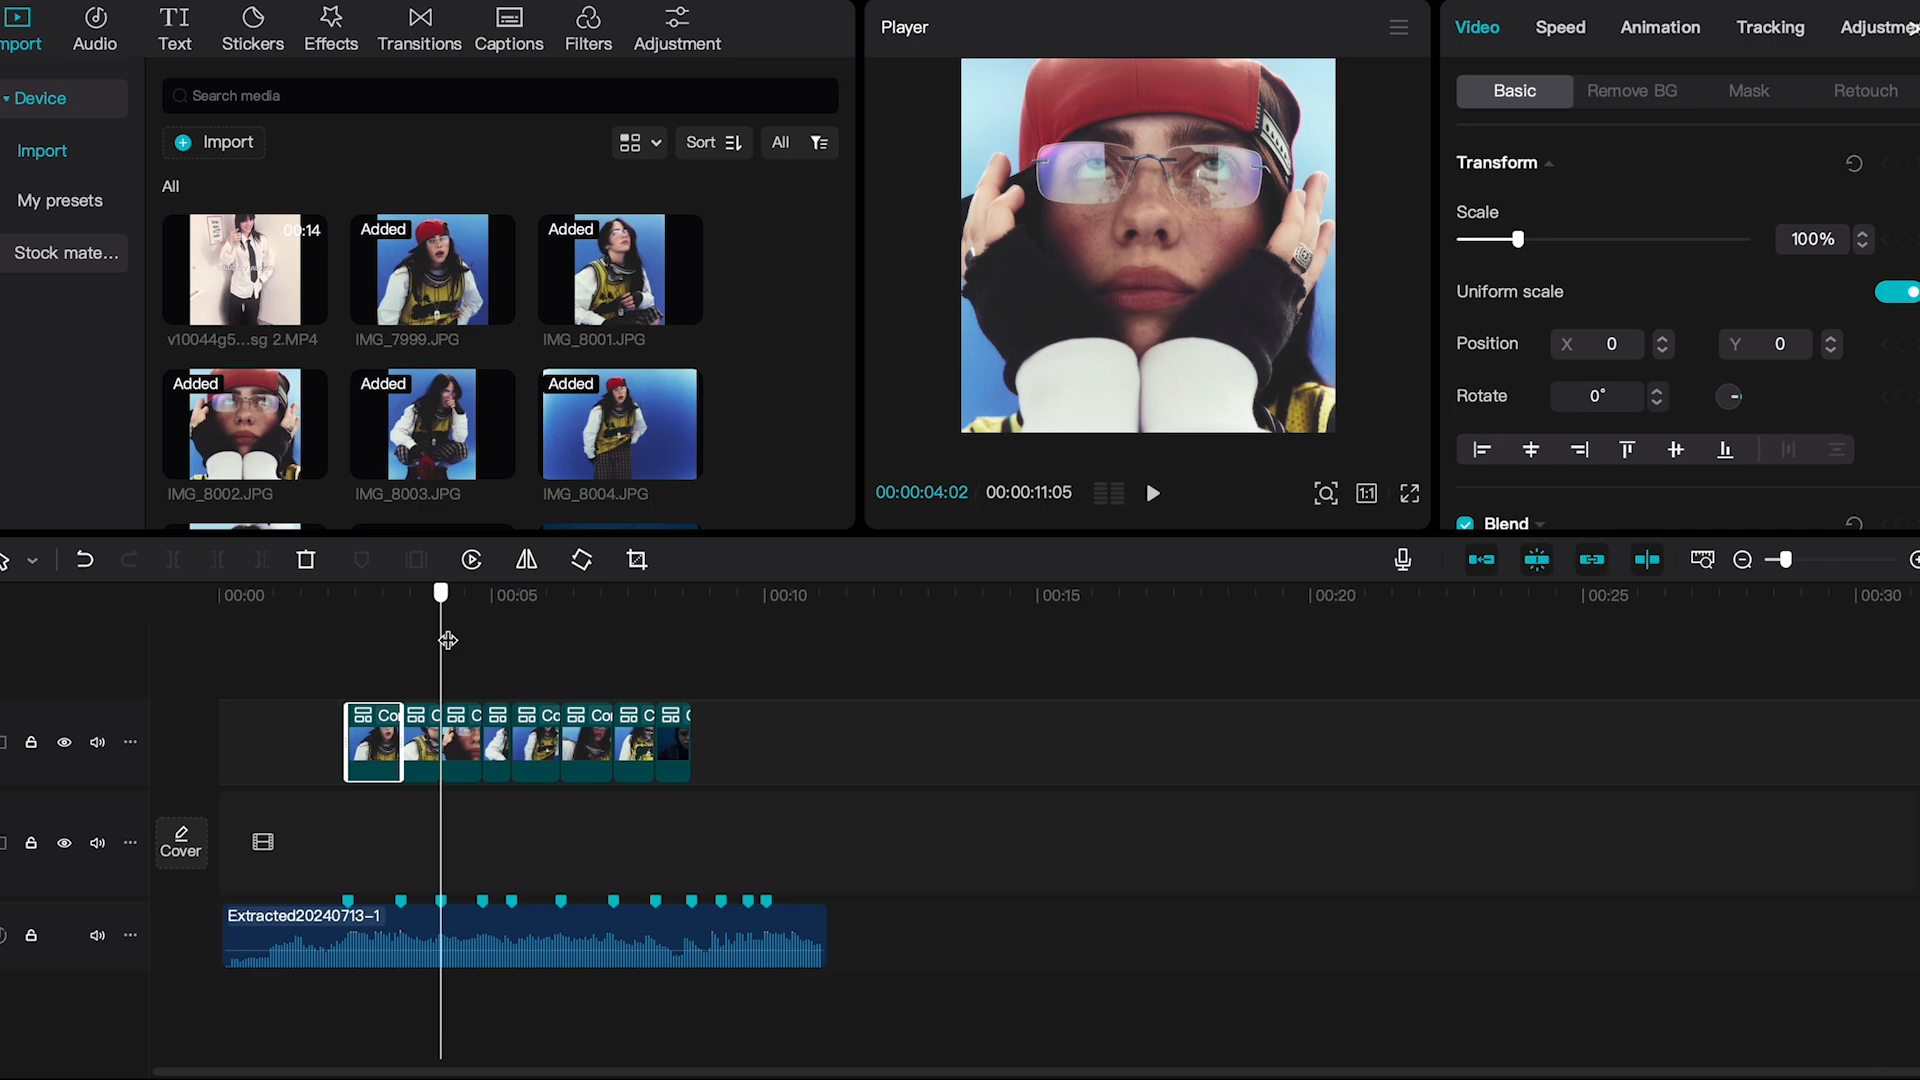 mport
Audio
Text
Stickers
Effects
Transitions
Captions
Filters
Adjustment
Player
Video
Speed
Animation
Tracking
Adjustme
Device
Import
My presets
Stock mate...
Search media
Import
Sort
All
All
00:14
Added
Added
v10044g5...sg 2.MP4
IMG_7999.JPG
IMG_8001.JPG
Added
Added
Added
IMG_8002.JPG
IMG_8003.JPG
IMG_8004.JPG
00:00:04:02
00:00:11:05
1:1
Basic
Remove BG
Mask
Retouch
Transform
Scale
100%
Uniform scale
Position
X 0
Y 0
Rotate
0°
Blend
00:00
00:05
00:10
00:15
00:20
00:25
00:30
Co
C
C
Co
Co
C
Cover
Extracted20240713-1